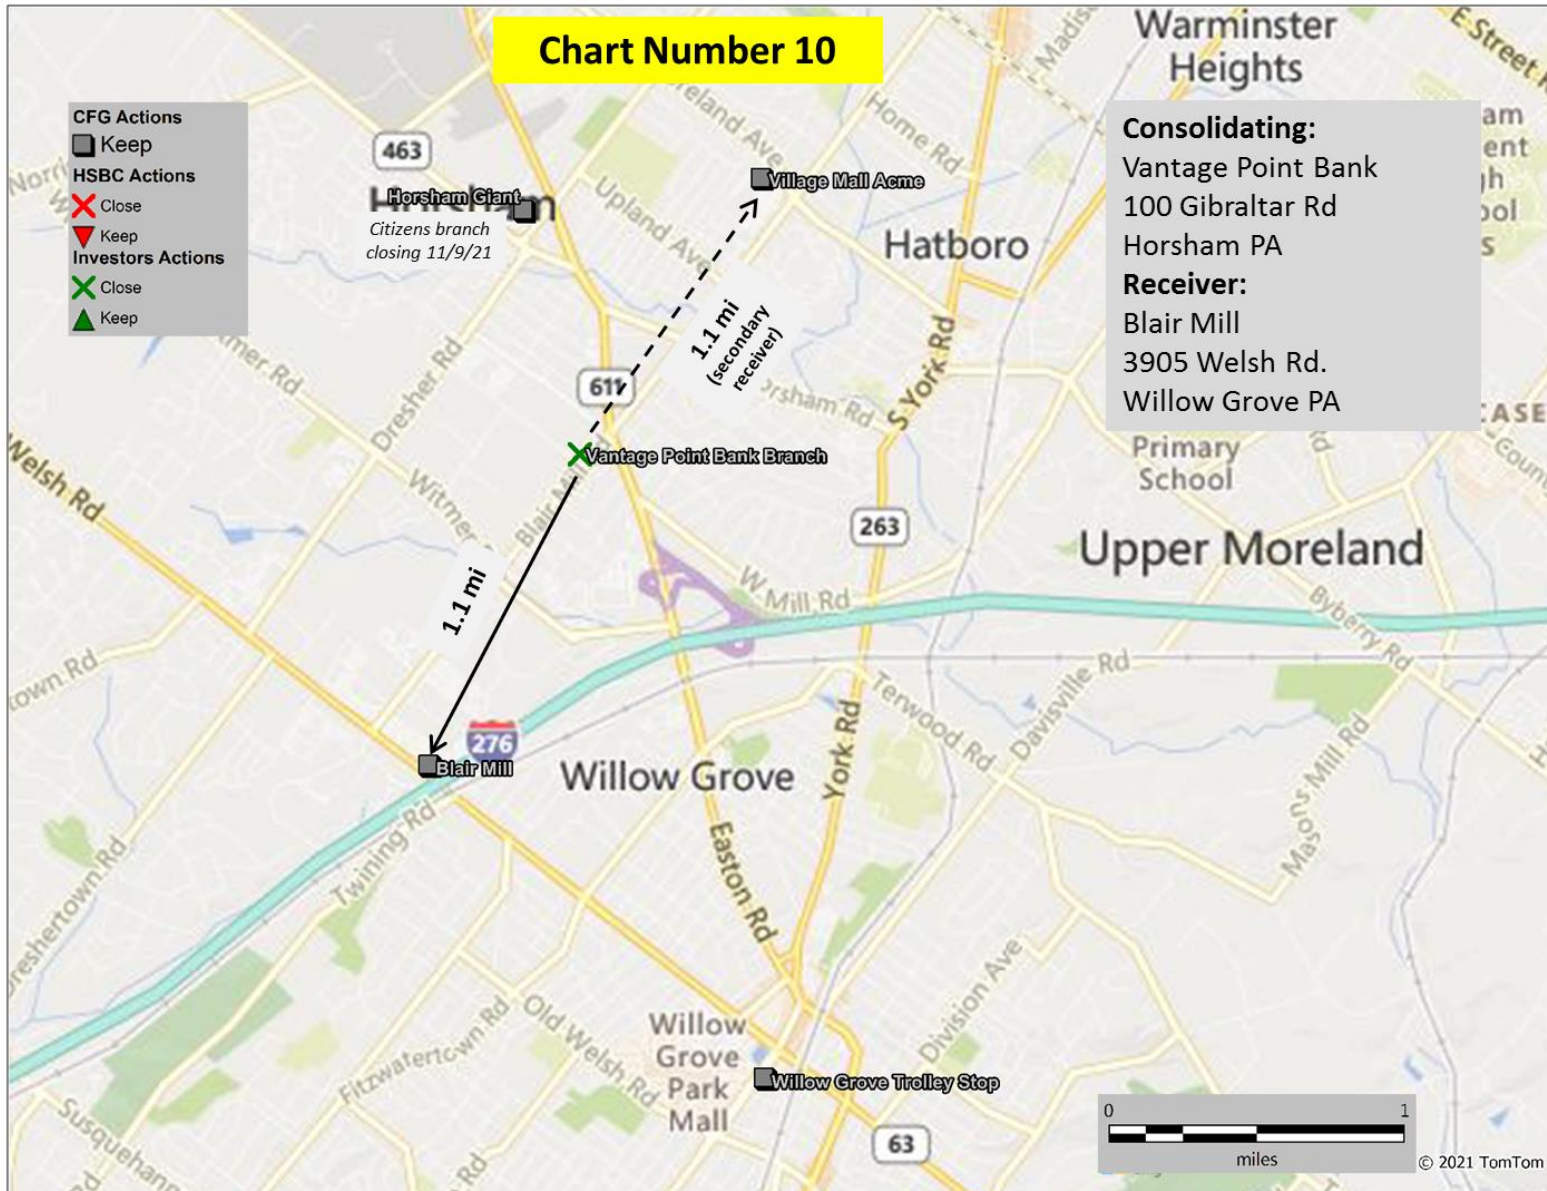 Chart Number 10
Warminster
Heights
E Street
Madis
CFG Actions
Keep
HSBC Actions
Close
Keep
Investors Actions
Close
Keep
Consolidating:
Vantage Point Bank
100 Gibraltar Rd
Horsham PA
Receiver:
Blair Mill
3905 Welsh Rd.
Willow Grove PA
463
Horsham
Horsham Giant
Citizens branch
closing 11/9/21
Village Mall Acme
Home Rd
Upland Ave
Hatboro
1.1 mi
(secondary
receiver)
611
Dresher Rd
S York Rd
Vantage Point Bank Branch
Welsh Rd
Blair Mill
Primary
School
263
Upper Moreland
W Mill Rd
Byberry Rd
1.1 mi
Davisville Rd
Terwood Rd
York Rd
Mason's Mill Rd
276
Blair Mill
Willow Grove
Twining Rd
Easton Rd
Division Ave
Old Welsh Rd
Fitzwatertown Rd
Willow
Grove
Park
Mall
Willow Grove Trolley Stop
63
0 1
miles
© 2021 TomTom